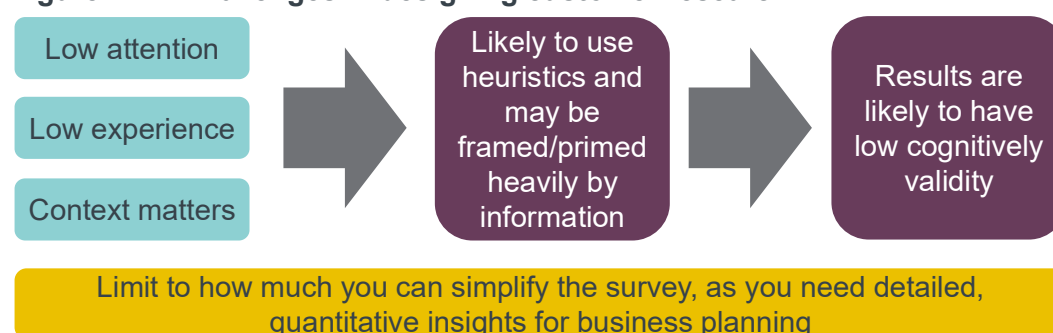 Low attention
Low experience
Context matters
Likely to use
heuristics and
may be
framed/primed
heavily by
information
Results are
likely to have
low cognitively
validity
Limit to how much you can simplify the survey, as you need detailed,
quantitative insights for business planning